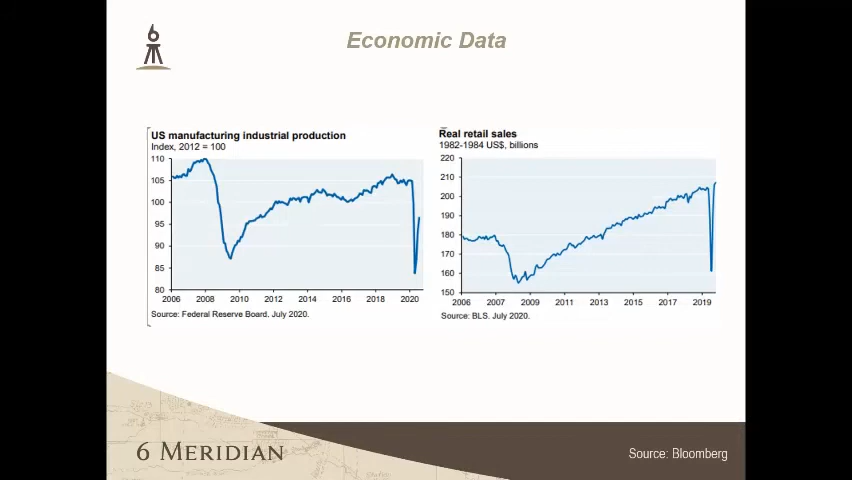 6
Economic Data
US manufacturing industrial production
Index, 2012 = 100
110
105
100
95
90
85
80
2006 2008 2010 2012 2014 2016 2018 2020
Source: Federal Reserve Board. July 2020.
Real retail sales
1982-1984 US$, billions
220
210
200
190
180
170
160
150
2006 2007 2009 2011 2013 2015 2017 2019
Source: BLS. July 2020.
6 MERIDIAN
Source: Bloomberg